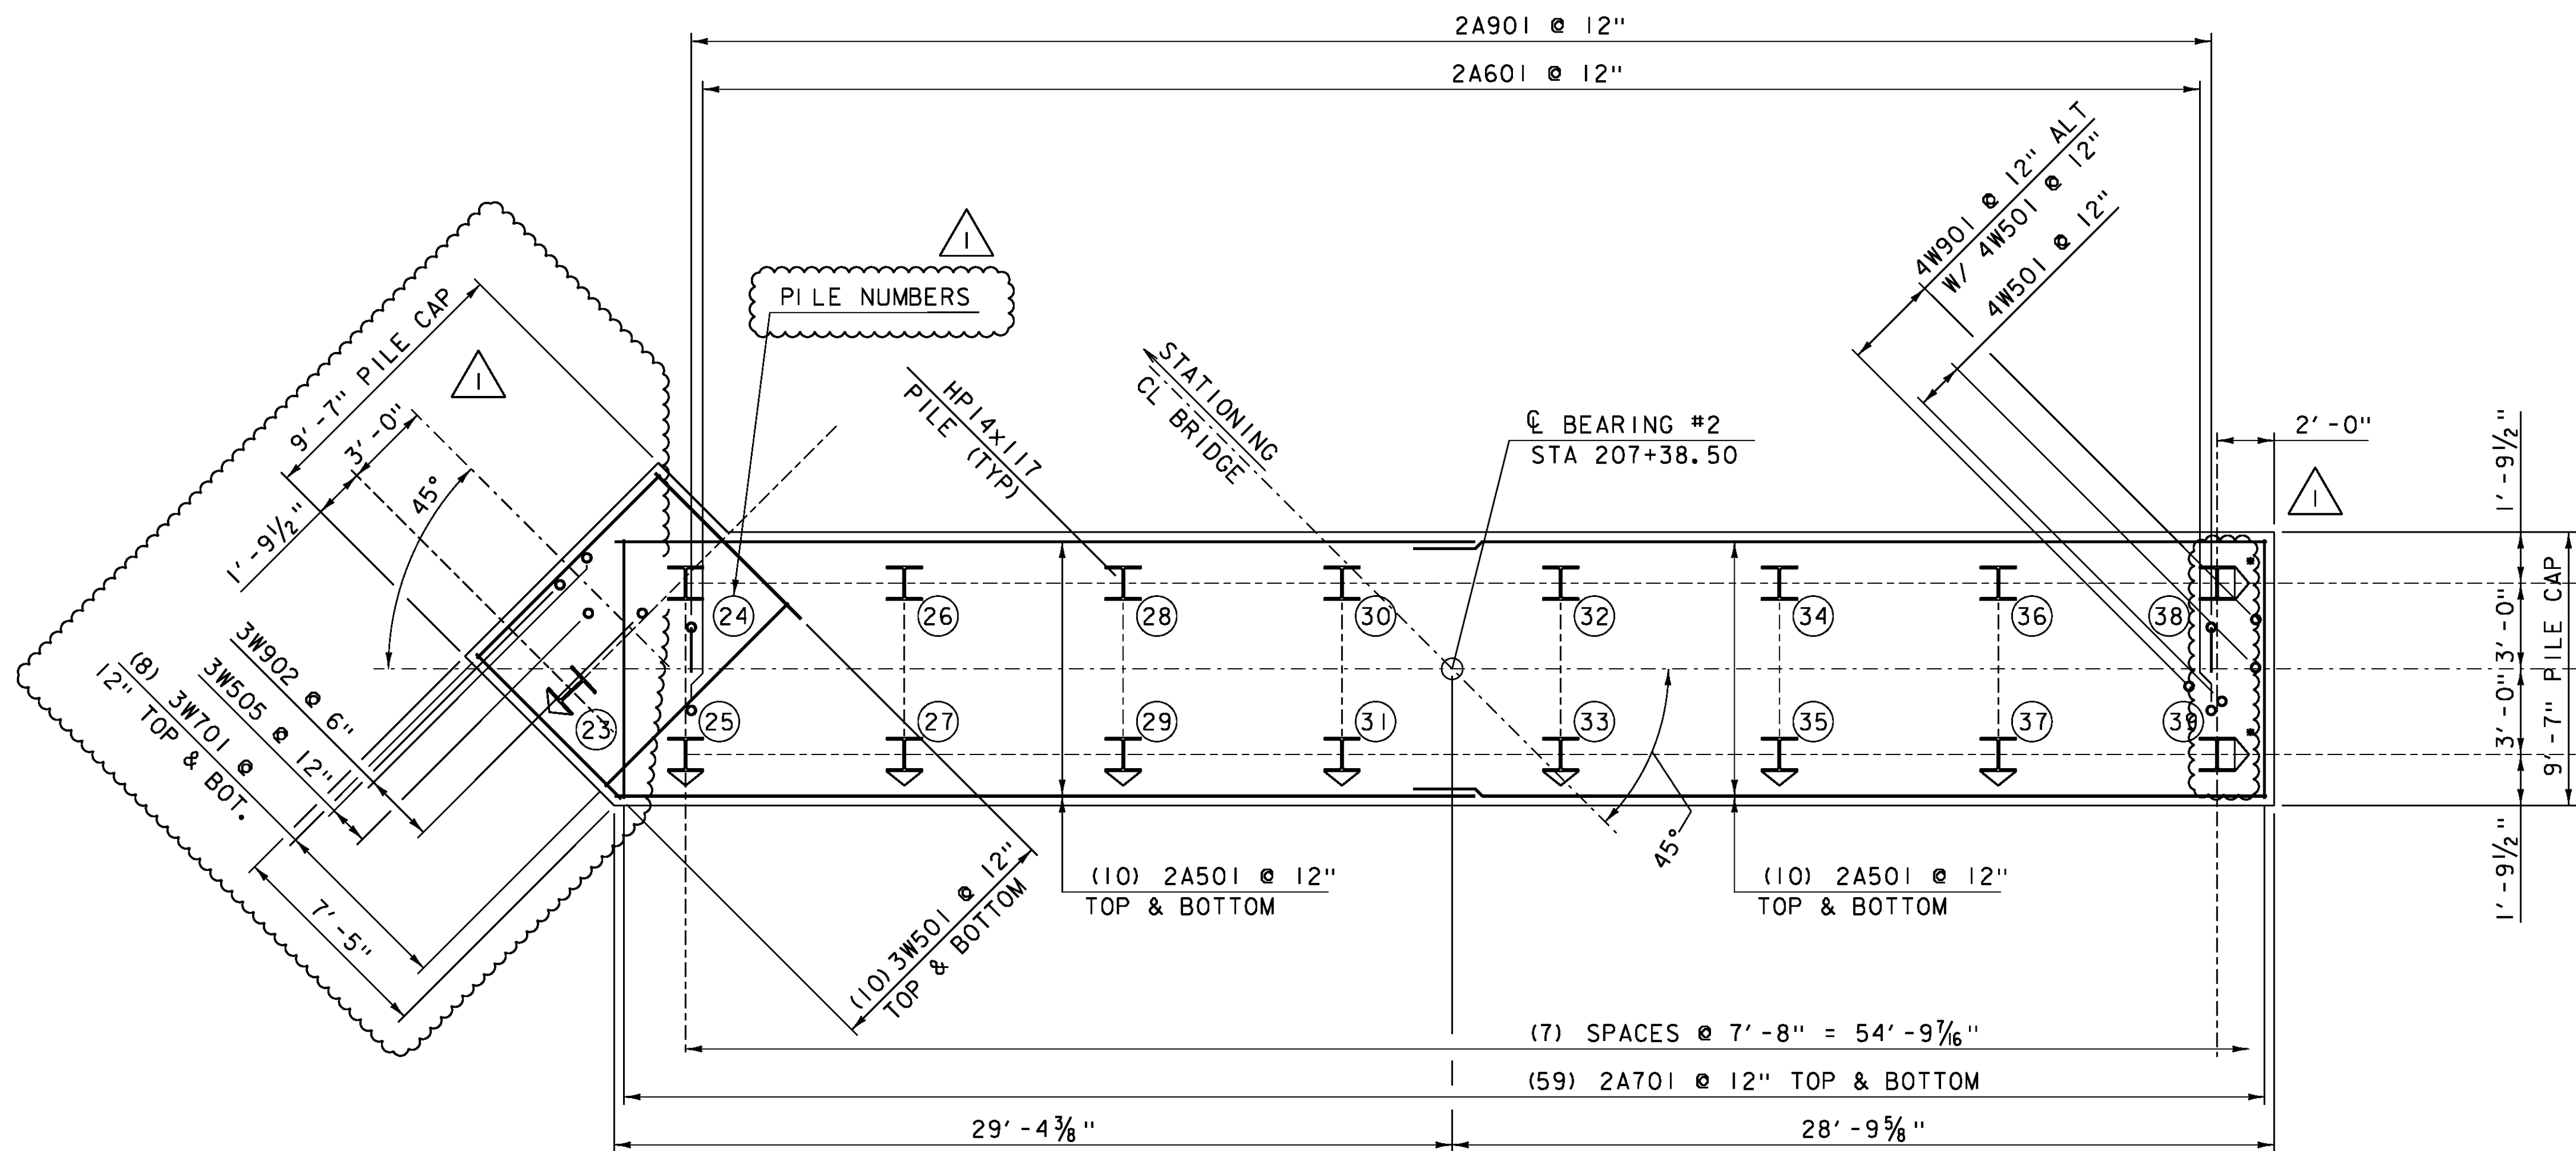 2A901 @ 12"
2A601 @ 12"
4W901 @ 12" ALT
W/ 4W501 @ 12"
4W501 @ 12"
1
PILE NUMBERS
9'-7" PILE CAP
1
3'-0"
45°
1'-9½"
HP14x117
PILE (TYP)
STATIONING
CL BRIDGE
℄ BEARING #2
STA 207+38.50
2'-0"
1
1'-9½"
3'-0"
3'-0"
9'-7" PILE CAP
1'-9½"
24
26
28
30
32
34
36
38
*
23
25
27
29
31
33
35
37
39
*
3W902 @ 6"
3W505 @ 12"
(8) 3W701 @
12" TOP & BOT.
7'-5"
(10) 3W501 @ 12"
TOP & BOTTOM
(10) 2A501 @ 12"
TOP & BOTTOM
45°
(10) 2A501 @ 12"
TOP & BOTTOM
(7) SPACES @ 7'-8" = 54'-9⁷⁄₁₆"
(59) 2A701 @ 12" TOP & BOTTOM
29'-4⅜"
28'-9⅝"